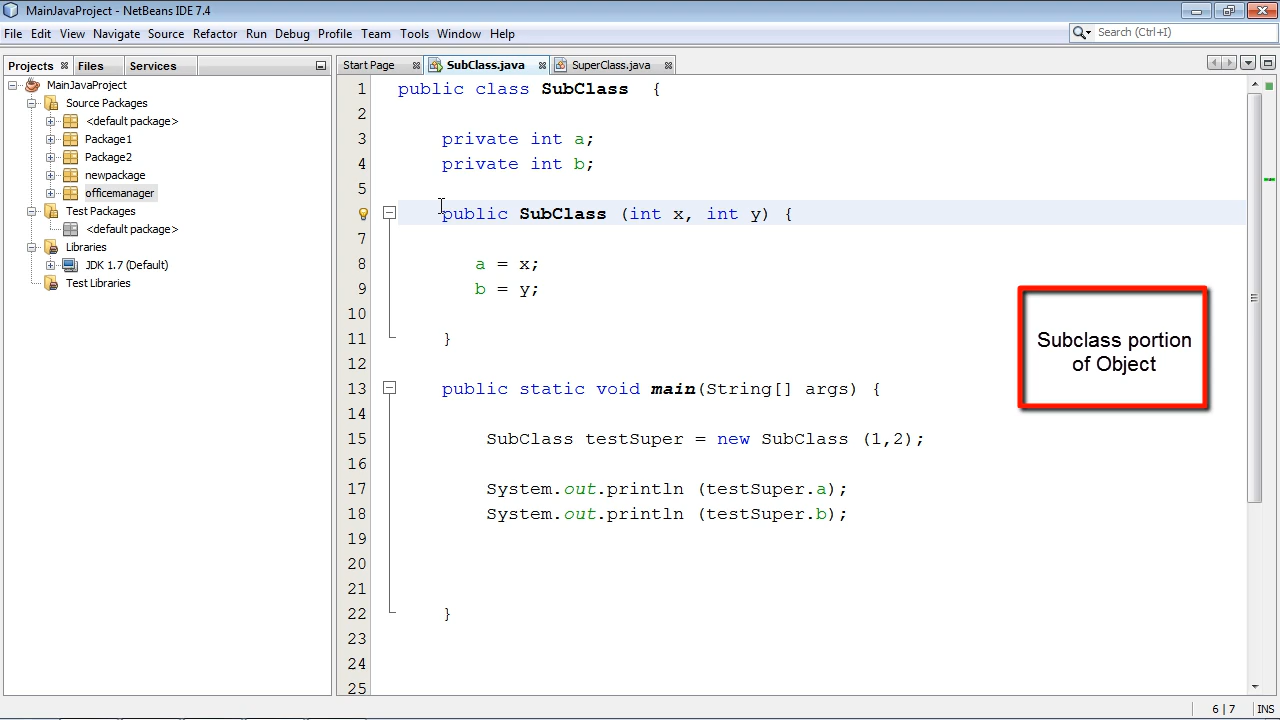 MainJavaProject - NetBeans IDE 7.4
File Edit View Navigate Source Refactor Run Debug Profile Team Tools Window Help
Search (Ctrl+I)
Projects Files Services
Start Page SubClass.java SuperClass.java
MainJavaProject
Source Packages
<default package>
Package1
Package2
newpackage
officemanager
Test Packages
<default package>
Libraries
JDK 1.7 (Default)
Test Libraries
1 public class SubClass {
2
3 private int a;
4 private int b;
5
public SubClass (int x, int y) {
7
8 a = x;
9 b = y;
10
11 }
12
13 public static void main(String[] args) {
14
15 SubClass testSuper = new SubClass (1,2);
16
17 System.out.println (testSuper.a);
18 System.out.println (testSuper.b);
19
20
21
22 }
23
24
25
Subclass portion
of Object
6 | 7 INS